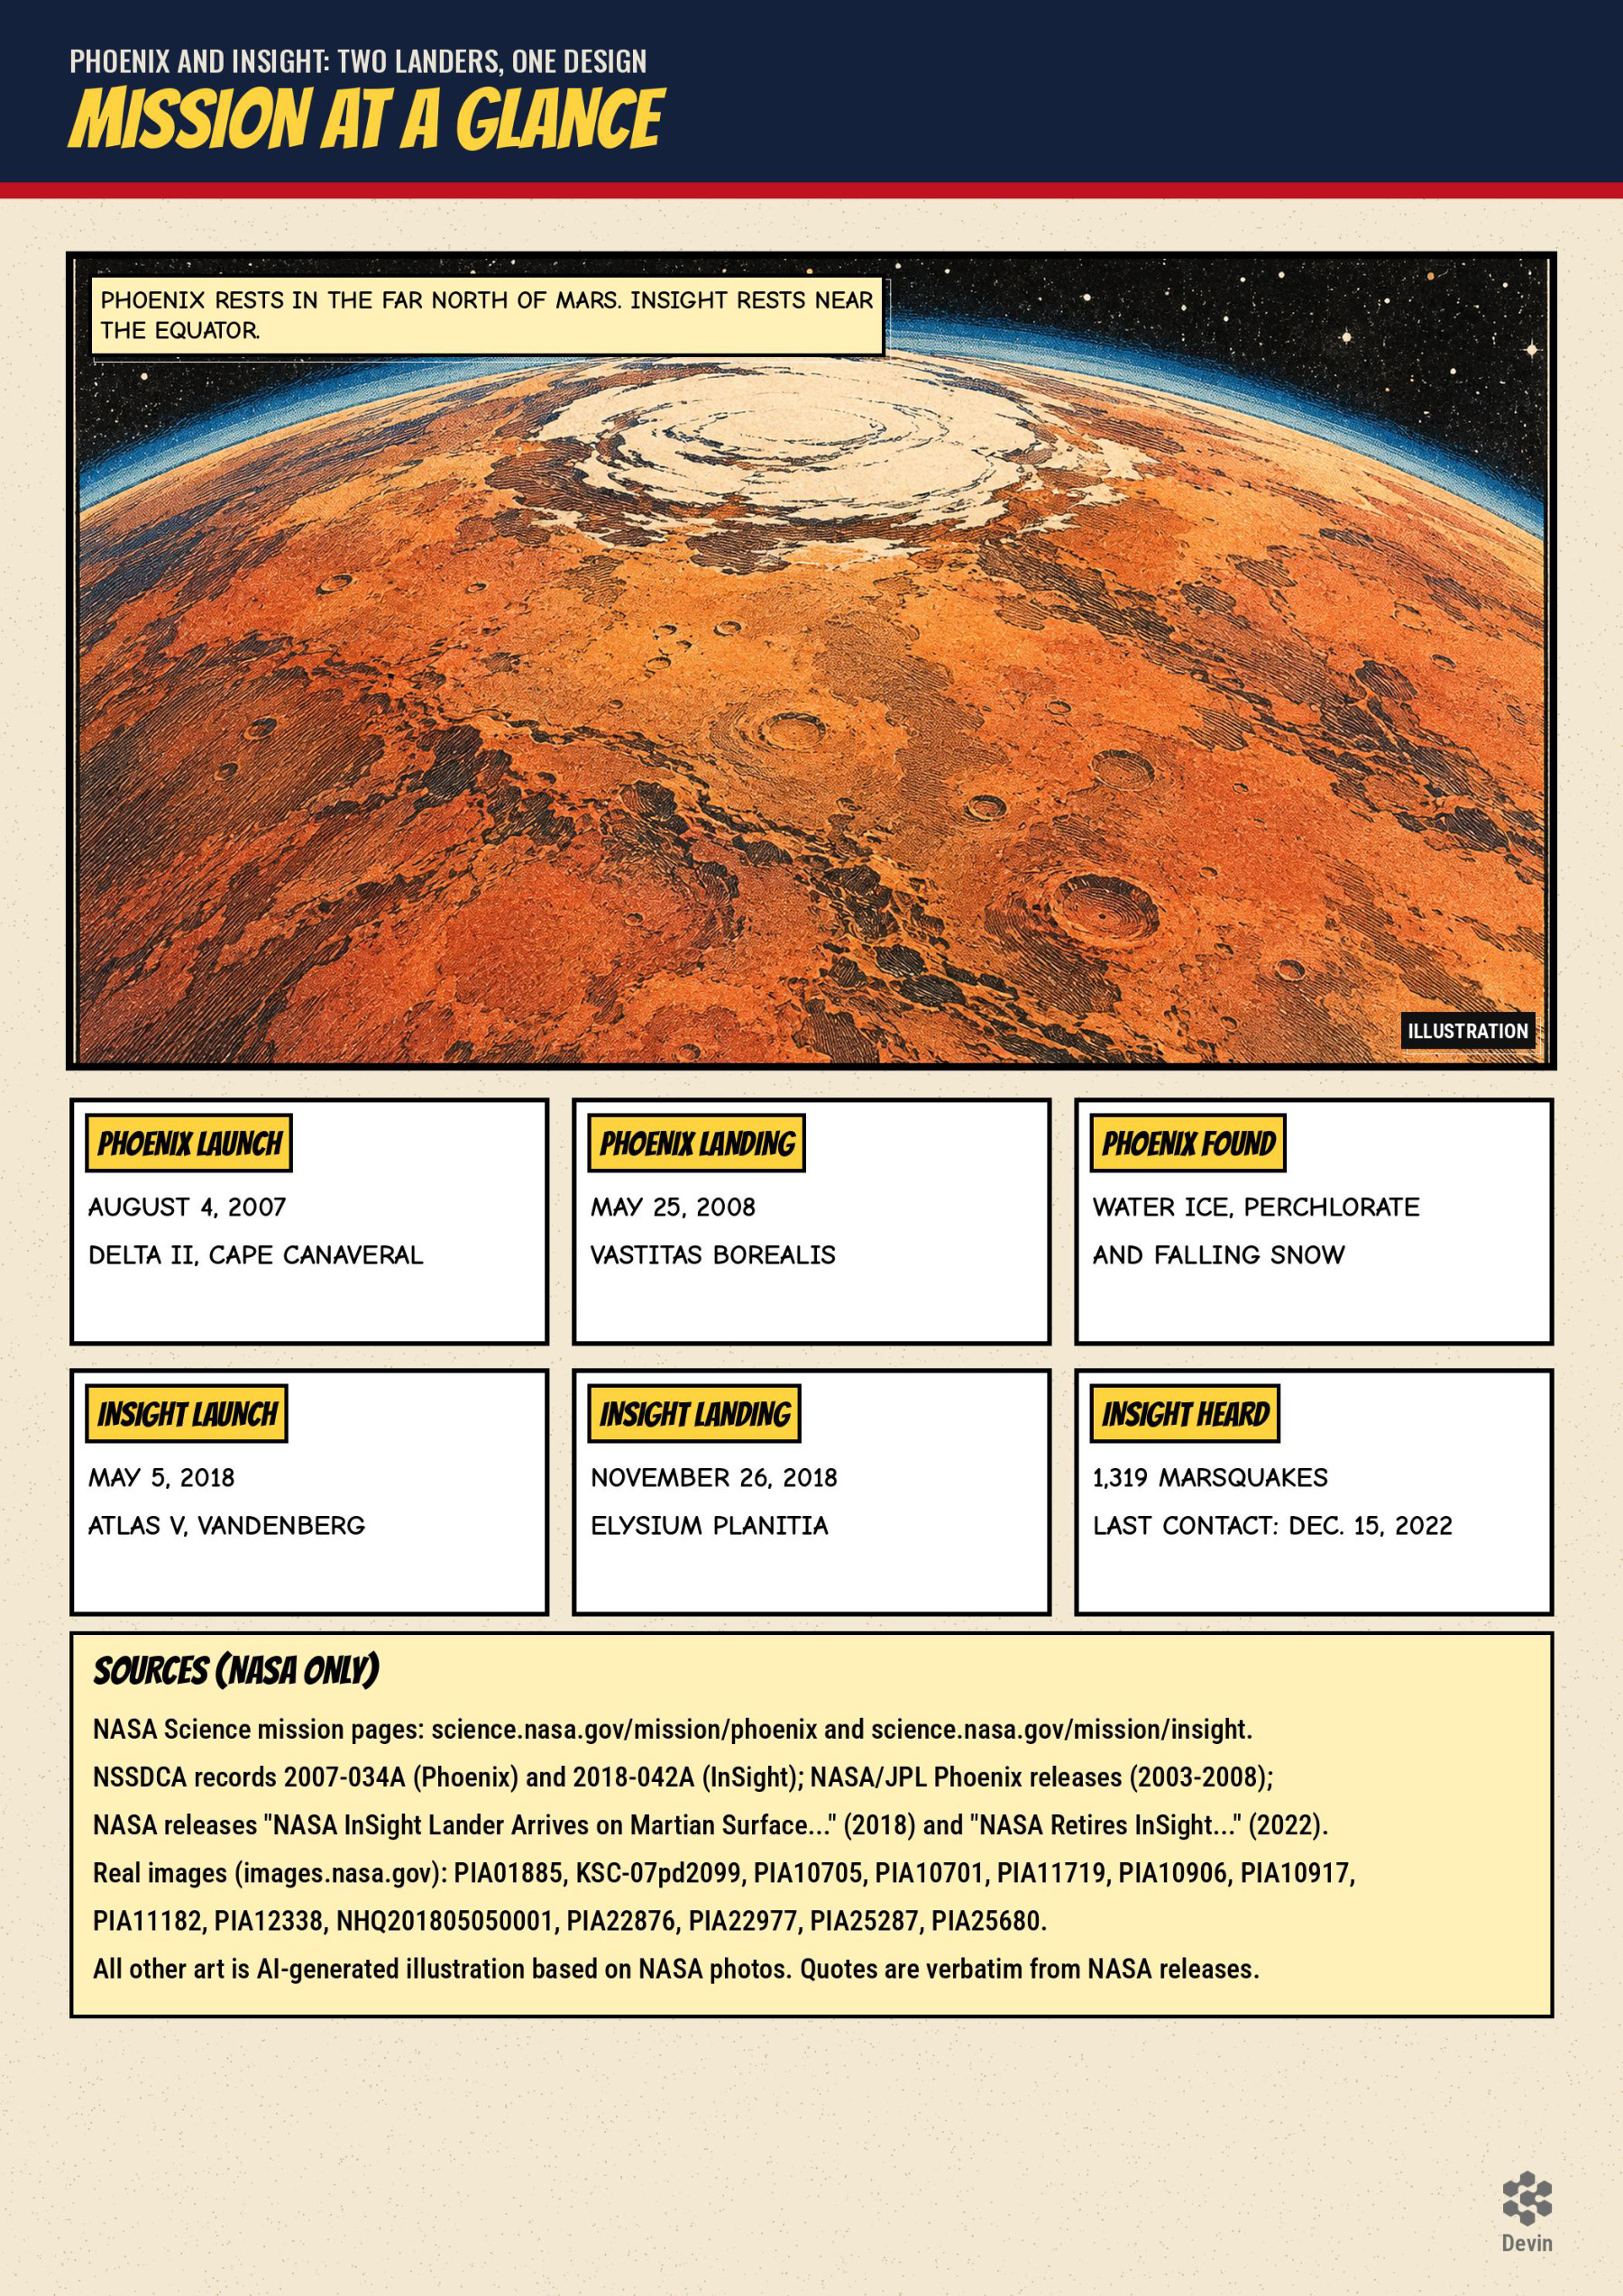 PHOENIX AND INSIGHT: TWO LANDERS, ONE DESIGN
MISSION AT A GLANCE
PHOENIX RESTS IN THE FAR NORTH OF MARS. INSIGHT RESTS NEAR
THE EQUATOR.
ILLUSTRATION
PHOENIX LAUNCH
AUGUST 4, 2007
DELTA II, CAPE CANAVERAL
PHOENIX LANDING
MAY 25, 2008
VASTITAS BOREALIS
PHOENIX FOUND
WATER ICE, PERCHLORATE
AND FALLING SNOW
INSIGHT LAUNCH
MAY 5, 2018
ATLAS V, VANDENBERG
INSIGHT LANDING
NOVEMBER 26, 2018
ELYSIUM PLANITIA
INSIGHT HEARD
1,319 MARSQUAKES
LAST CONTACT: DEC. 15, 2022
SOURCES (NASA ONLY)
NASA Science mission pages: science.nasa.gov/mission/phoenix and science.nasa.gov/mission/insight.
NSSDCA records 2007-034A (Phoenix) and 2018-042A (InSight); NASA/JPL Phoenix releases (2003-2008);
NASA releases "NASA InSight Lander Arrives on Martian Surface..." (2018) and "NASA Retires InSight..." (2022).
Real images (images.nasa.gov): PIA01885, KSC-07pd2099, PIA10705, PIA10701, PIA11719, PIA10906, PIA10917,
PIA11182, PIA12338, NHQ201805050001, PIA22876, PIA22977, PIA25287, PIA25680.
All other art is AI-generated illustration based on NASA photos. Quotes are verbatim from NASA releases.
Devin